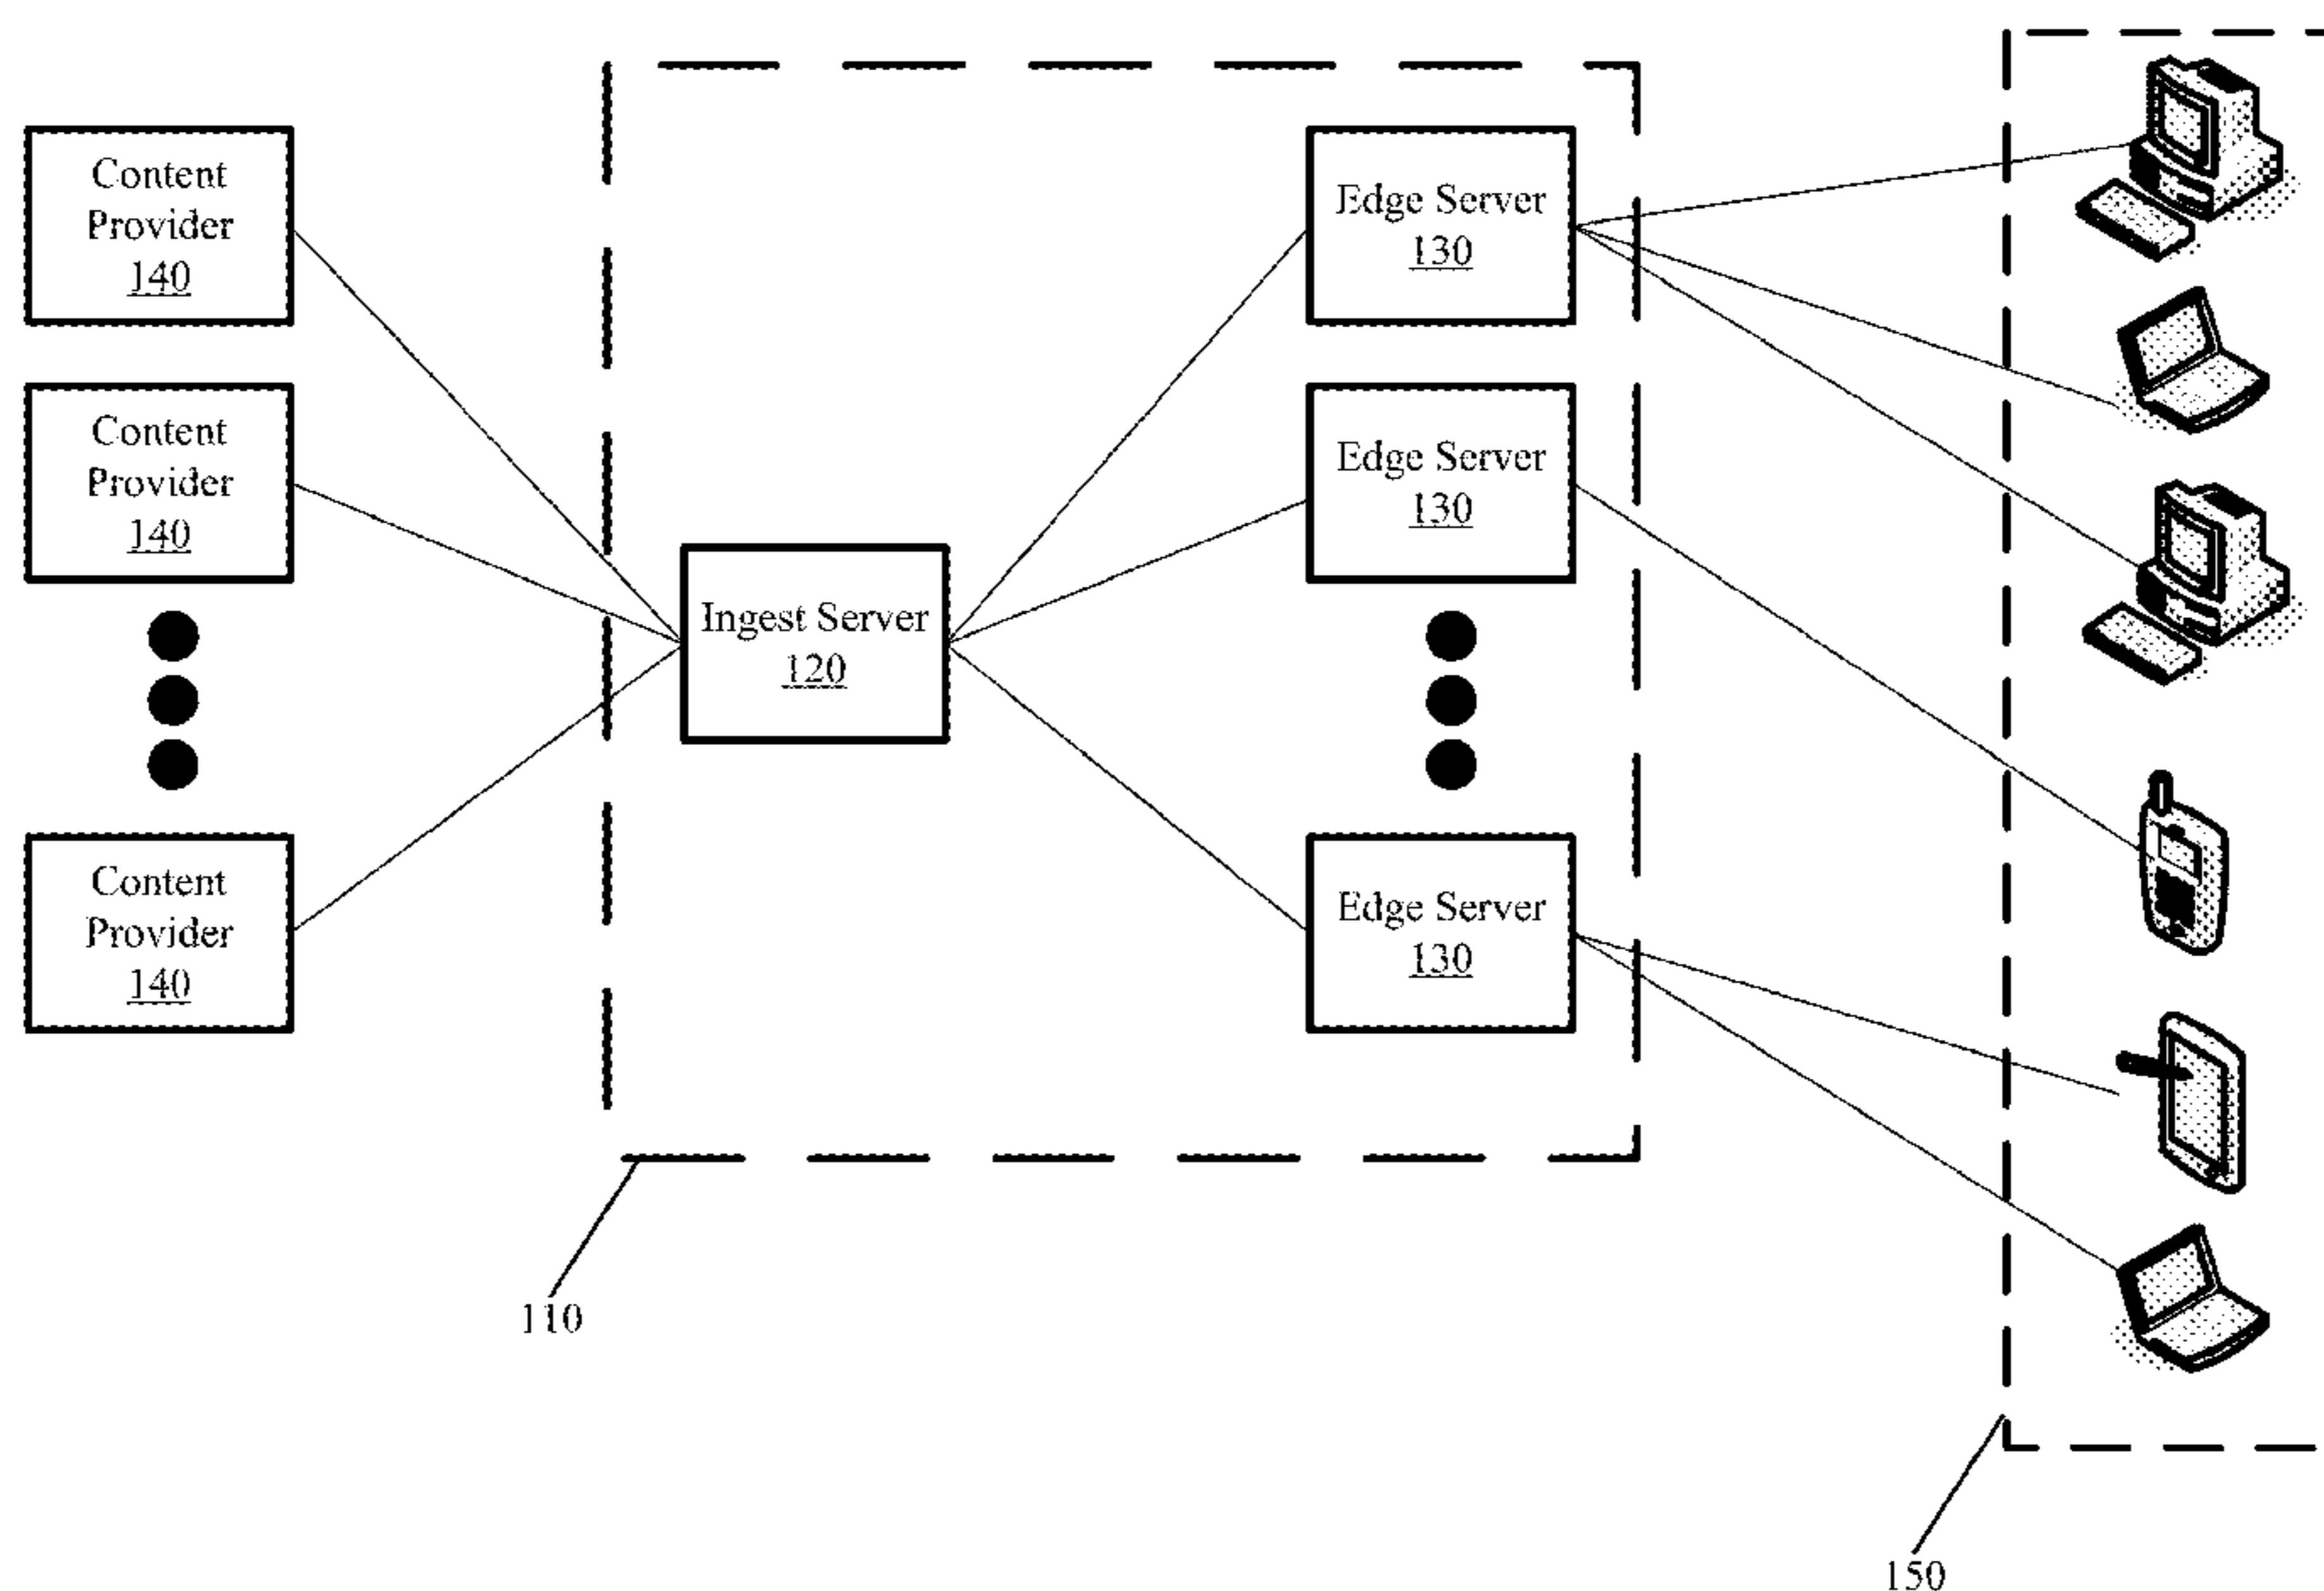 Content
Provider
140
Content
Provider
140
Content
Provider
140
Ingest Server
120
Edge Server
130
Edge Server
130
Edge Server
130
110
150